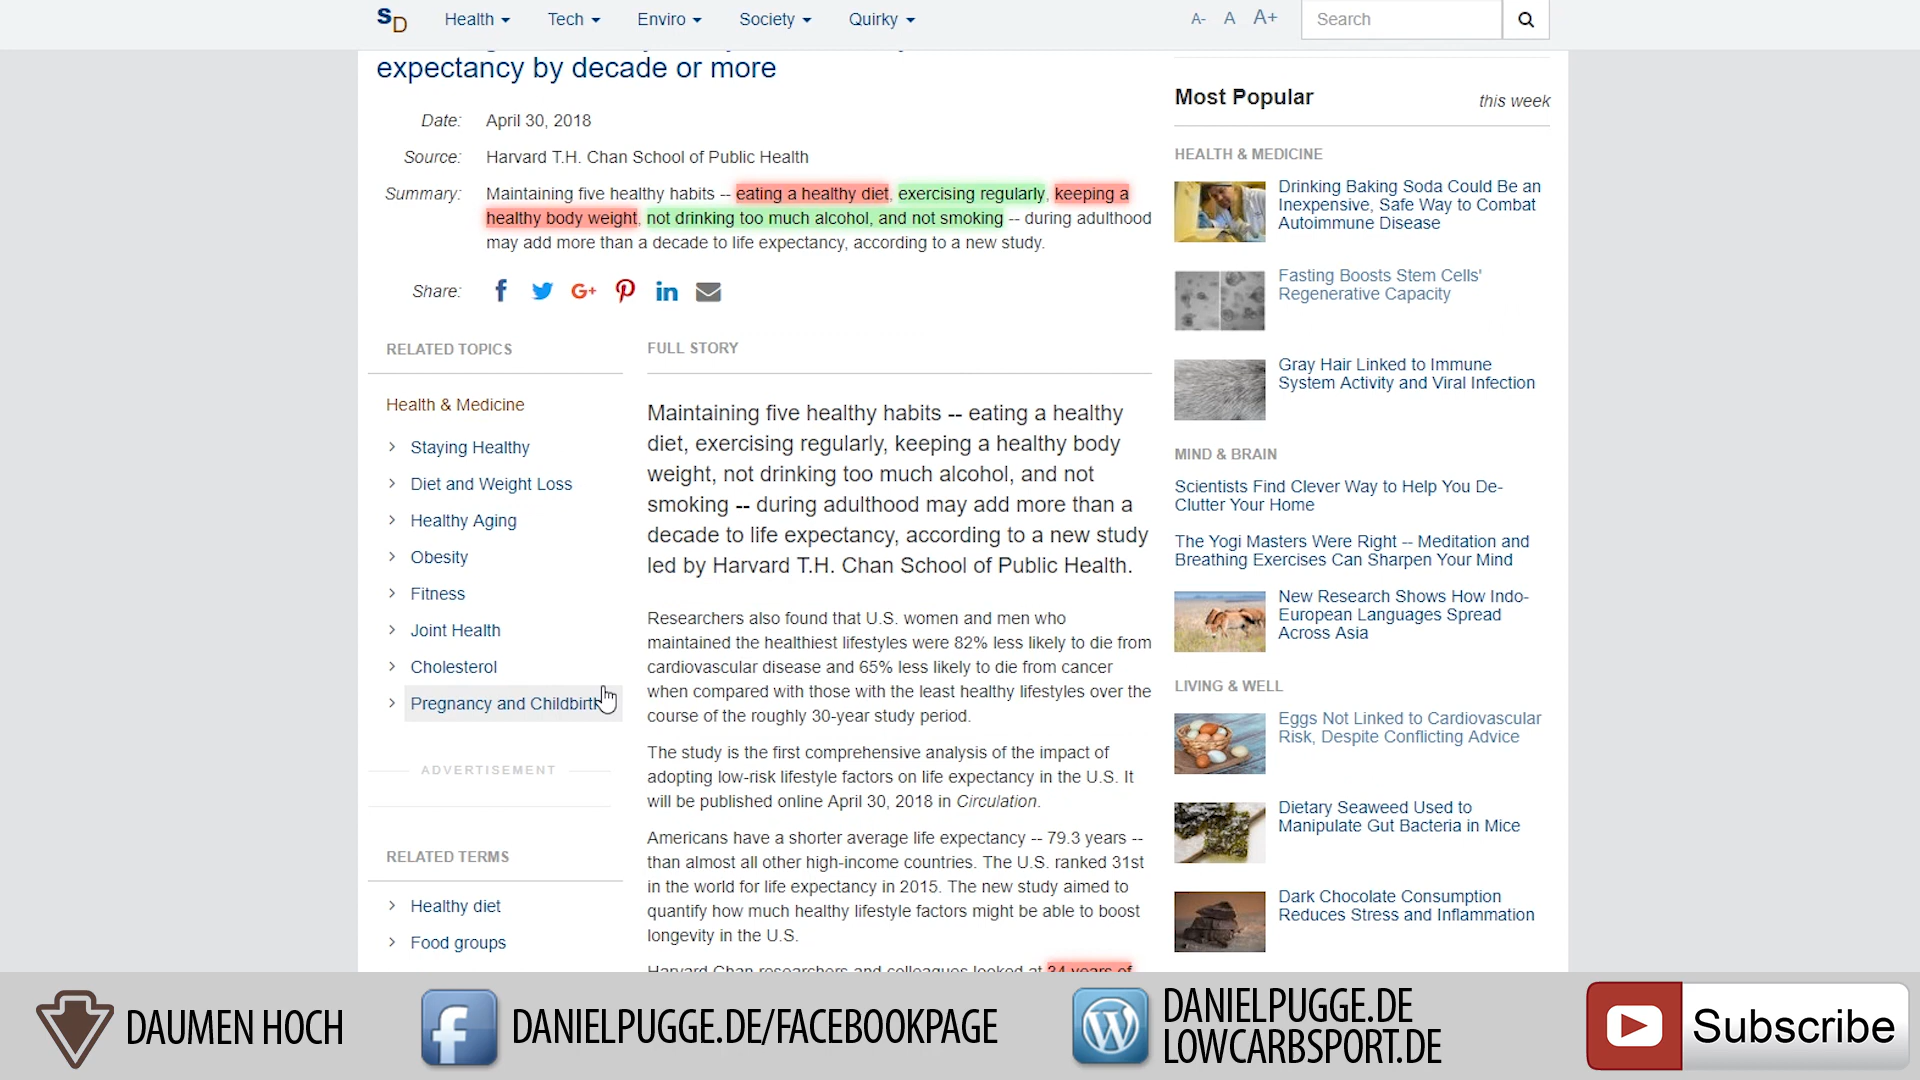 SD
Health
Tech
Enviro
Society
Quirky
A-
A
A+
Search
expectancy by decade or more
Date: April 30, 2018
Source: Harvard T.H. Chan School of Public Health
Summary: Maintaining five healthy habits -- eating a healthy diet, exercising regularly, keeping a
healthy body weight, not drinking too much alcohol, and not smoking -- during adulthood
may add more than a decade to life expectancy, according to a new study.
Share:
RELATED TOPICS
Health & Medicine
Staying Healthy
Diet and Weight Loss
Healthy Aging
Obesity
Fitness
Joint Health
Cholesterol
Pregnancy and Childbirth
ADVERTISEMENT
RELATED TERMS
Healthy diet
Food groups
FULL STORY
Maintaining five healthy habits -- eating a healthy
diet, exercising regularly, keeping a healthy body
weight, not drinking too much alcohol, and not
smoking -- during adulthood may add more than a
decade to life expectancy, according to a new study
led by Harvard T.H. Chan School of Public Health.
Researchers also found that U.S. women and men who
maintained the healthiest lifestyles were 82% less likely to die from
cardiovascular disease and 65% less likely to die from cancer
when compared with those with the least healthy lifestyles over the
course of the roughly 30-year study period.
The study is the first comprehensive analysis of the impact of
adopting low-risk lifestyle factors on life expectancy in the U.S. It
will be published online April 30, 2018 in Circulation.
Americans have a shorter average life expectancy -- 79.3 years --
than almost all other high-income countries. The U.S. ranked 31st
in the world for life expectancy in 2015. The new study aimed to
quantify how much healthy lifestyle factors might be able to boost
longevity in the U.S.
Harvard Chan researchers and colleagues looked at 34 years of
Most Popular
this week
HEALTH & MEDICINE
Drinking Baking Soda Could Be an
Inexpensive, Safe Way to Combat
Autoimmune Disease
Fasting Boosts Stem Cells'
Regenerative Capacity
Gray Hair Linked to Immune
System Activity and Viral Infection
MIND & BRAIN
Scientists Find Clever Way to Help You De-
Clutter Your Home
The Yogi Masters Were Right -- Meditation and
Breathing Exercises Can Sharpen Your Mind
New Research Shows How Indo-
European Languages Spread
Across Asia
LIVING & WELL
Eggs Not Linked to Cardiovascular
Risk, Despite Conflicting Advice
Dietary Seaweed Used to
Manipulate Gut Bacteria in Mice
Dark Chocolate Consumption
Reduces Stress and Inflammation
DAUMEN HOCH
DANIELPUGGE.DE/FACEBOOKPAGE
DANIELPUGGE.DE
LOWCARBSPORT.DE
Subscribe